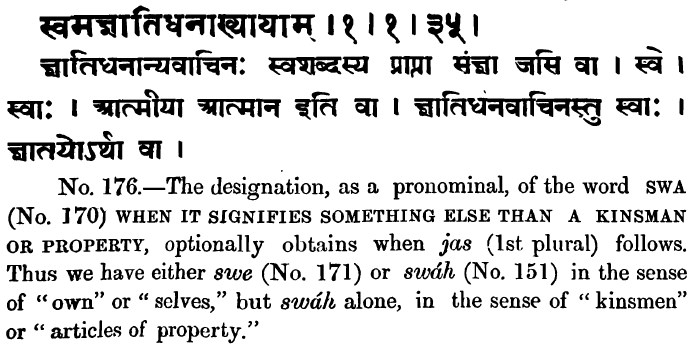 स्वमज्ञातिधनाख्यायाम् । १ । १ । ३५ ।
ज्ञातिधनान्यवाचिनः स्वशब्दस्य प्राप्ता संज्ञा जसि वा । स्वे ।
स्वाः । आत्मीया आत्मान इति वा । ज्ञातिधनवाचिनस्तु स्वाः ।
ज्ञातयोऽर्था वा ।
No. 176.—The designation, as a pronominal, of the word SWA
(No. 170) WHEN IT SIGNIFIES SOMETHING ELSE THAN A KINSMAN
OR PROPERTY, optionally obtains when jas (1st plural) follows.
Thus we have either swe (No. 171) or swáh (No. 151) in the sense
of “own” or “selves,” but swáh alone, in the sense of “kinsmen”
or “articles of property.”